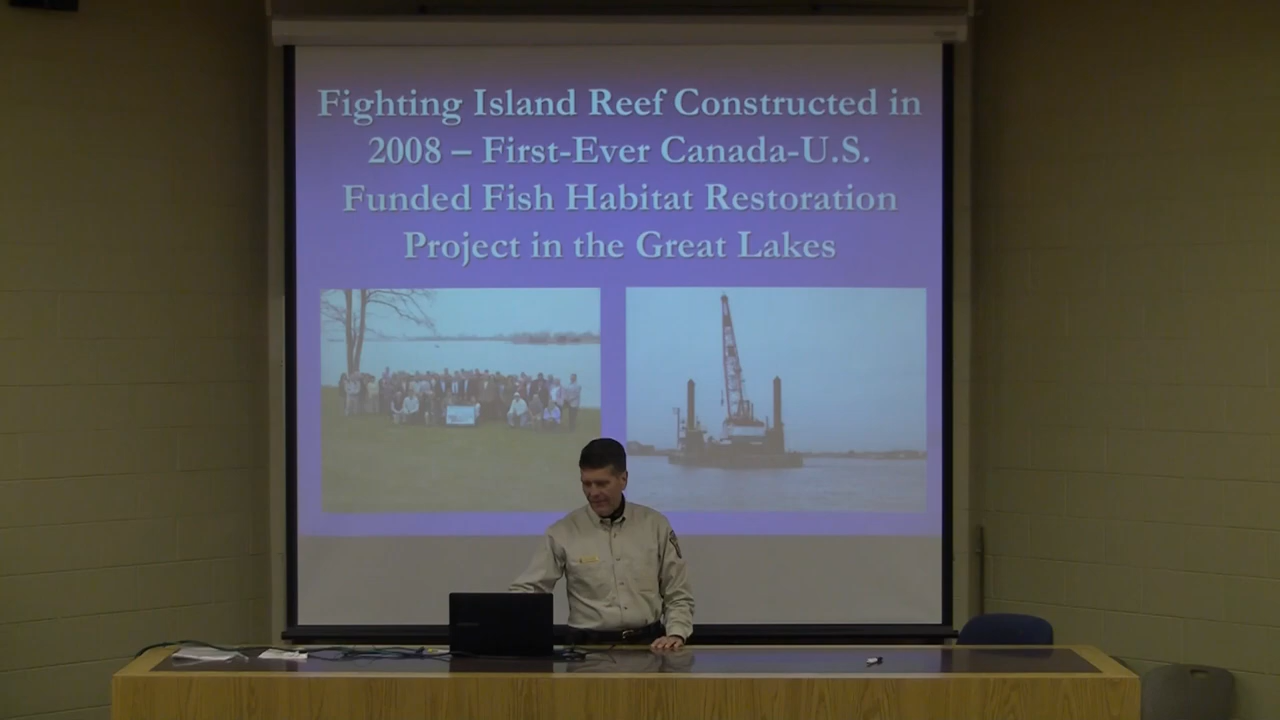 Fighting Island Reef Constructed in
2008 – First-Ever Canada-U.S.
Funded Fish Habitat Restoration
Project in the Great Lakes